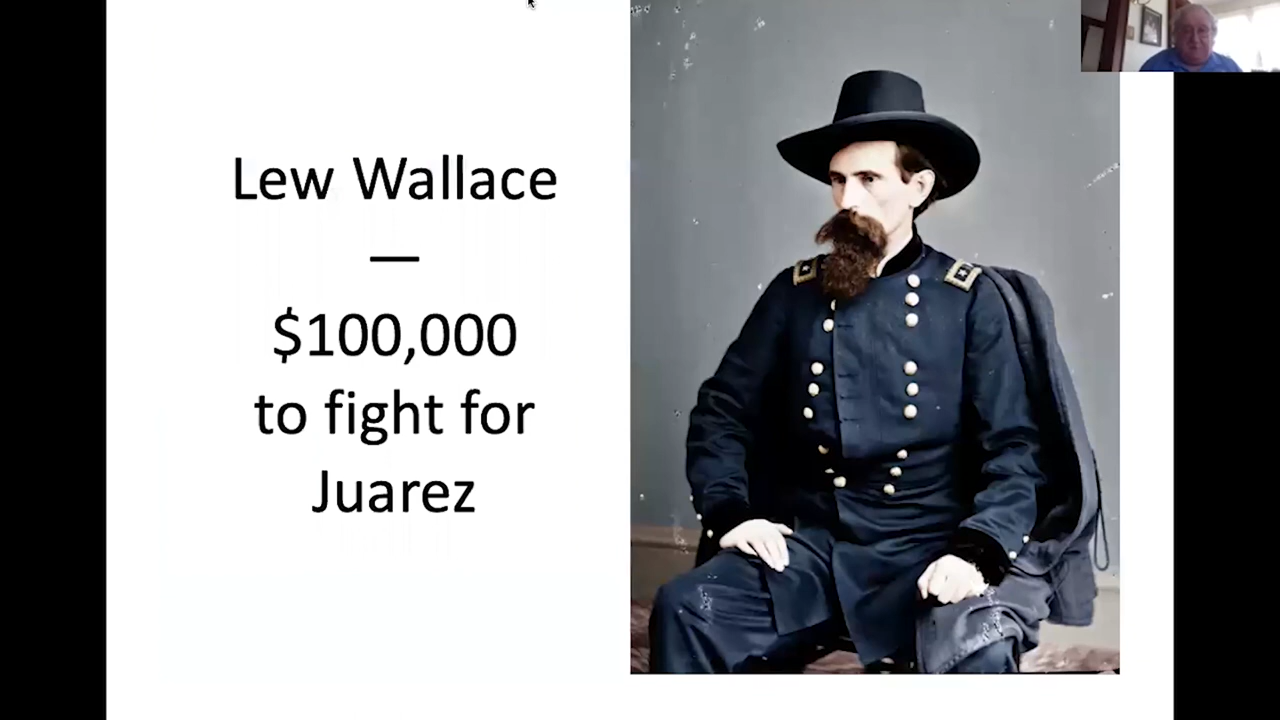 Lew Wallace
—
$100,000
to fight for
Juarez